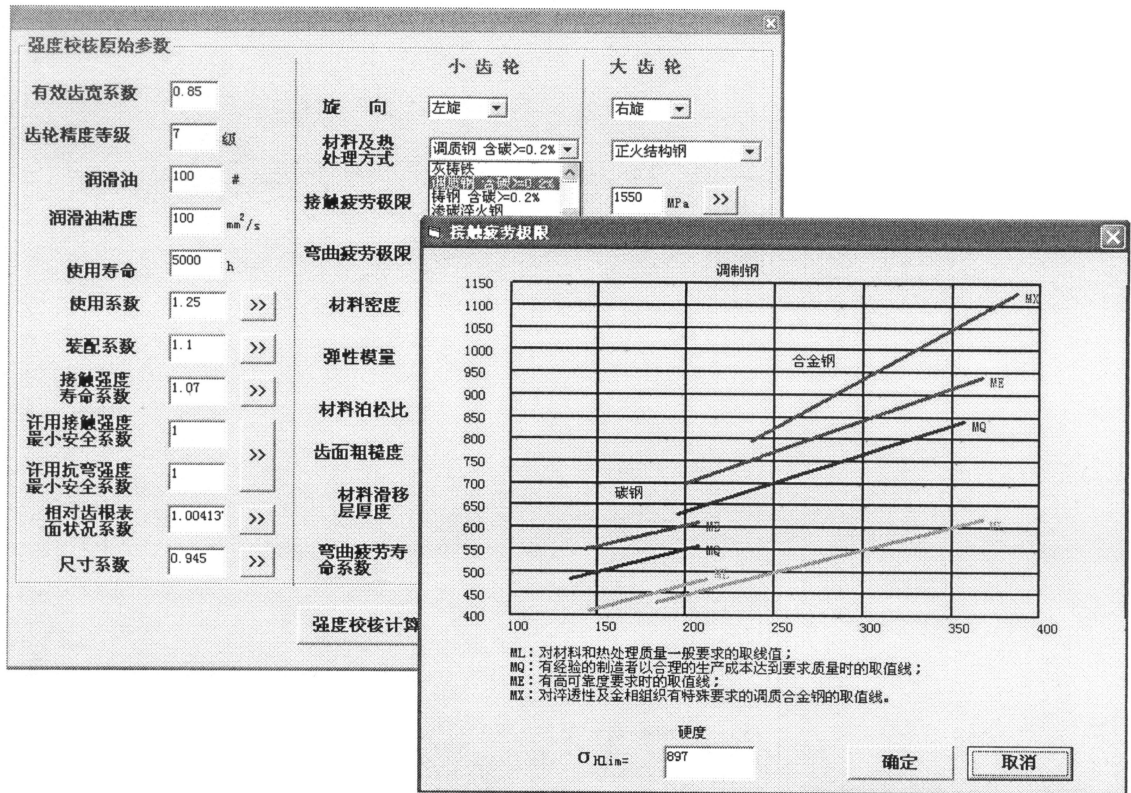 强度校核原始参数
小 齿 轮
大 齿 轮
有效齿宽系数 0.85
旋 向 左旋 右旋
齿轮精度等级 7 级
材料及热
处理方式
调质钢 含碳>=0.2%
正火结构钢
灰铸铁
调质钢 含碳>=0.2%
铸钢 含碳>=0.2%
渗碳淬火钢
润滑油 100 #
接触疲劳极限
1550 MPa >>
润滑油粘度 100 mm²/s
弯曲疲劳极限
使用寿命 5000 h
使用系数 1.25 >>
材料密度
装配系数 1.1 >>
弹性模量
接触强度
寿命系数
1.07 >>
材料泊松比
许用接触强度
最小安全系数
1
>>
齿面粗糙度
许用抗弯强度
最小安全系数
1
材料滑移
层厚度
相对齿根表
面状况系数
1.00413 >>
弯曲疲劳寿
命系数
尺寸系数 0.945 >>
强度校核计算
接触疲劳极限
调制钢
1150
1100
1050
1000
950
900
850
800
750
700
650
600
550
500
450
400
MX
合金钢
ME
MQ
碳钢
ME
MQ
ML
ML
100 150 200 250 300 350 400
ML：对材料和热处理质量一般要求的取线值；
MQ：有经验的制造者以合理的生产成本达到要求质量时的取值线；
ME：有高可靠度要求时的取值线；
MX：对淬透性及金相组织有特殊要求的调质合金钢的取值线。
硬度
σHlim= 897
确定
取消